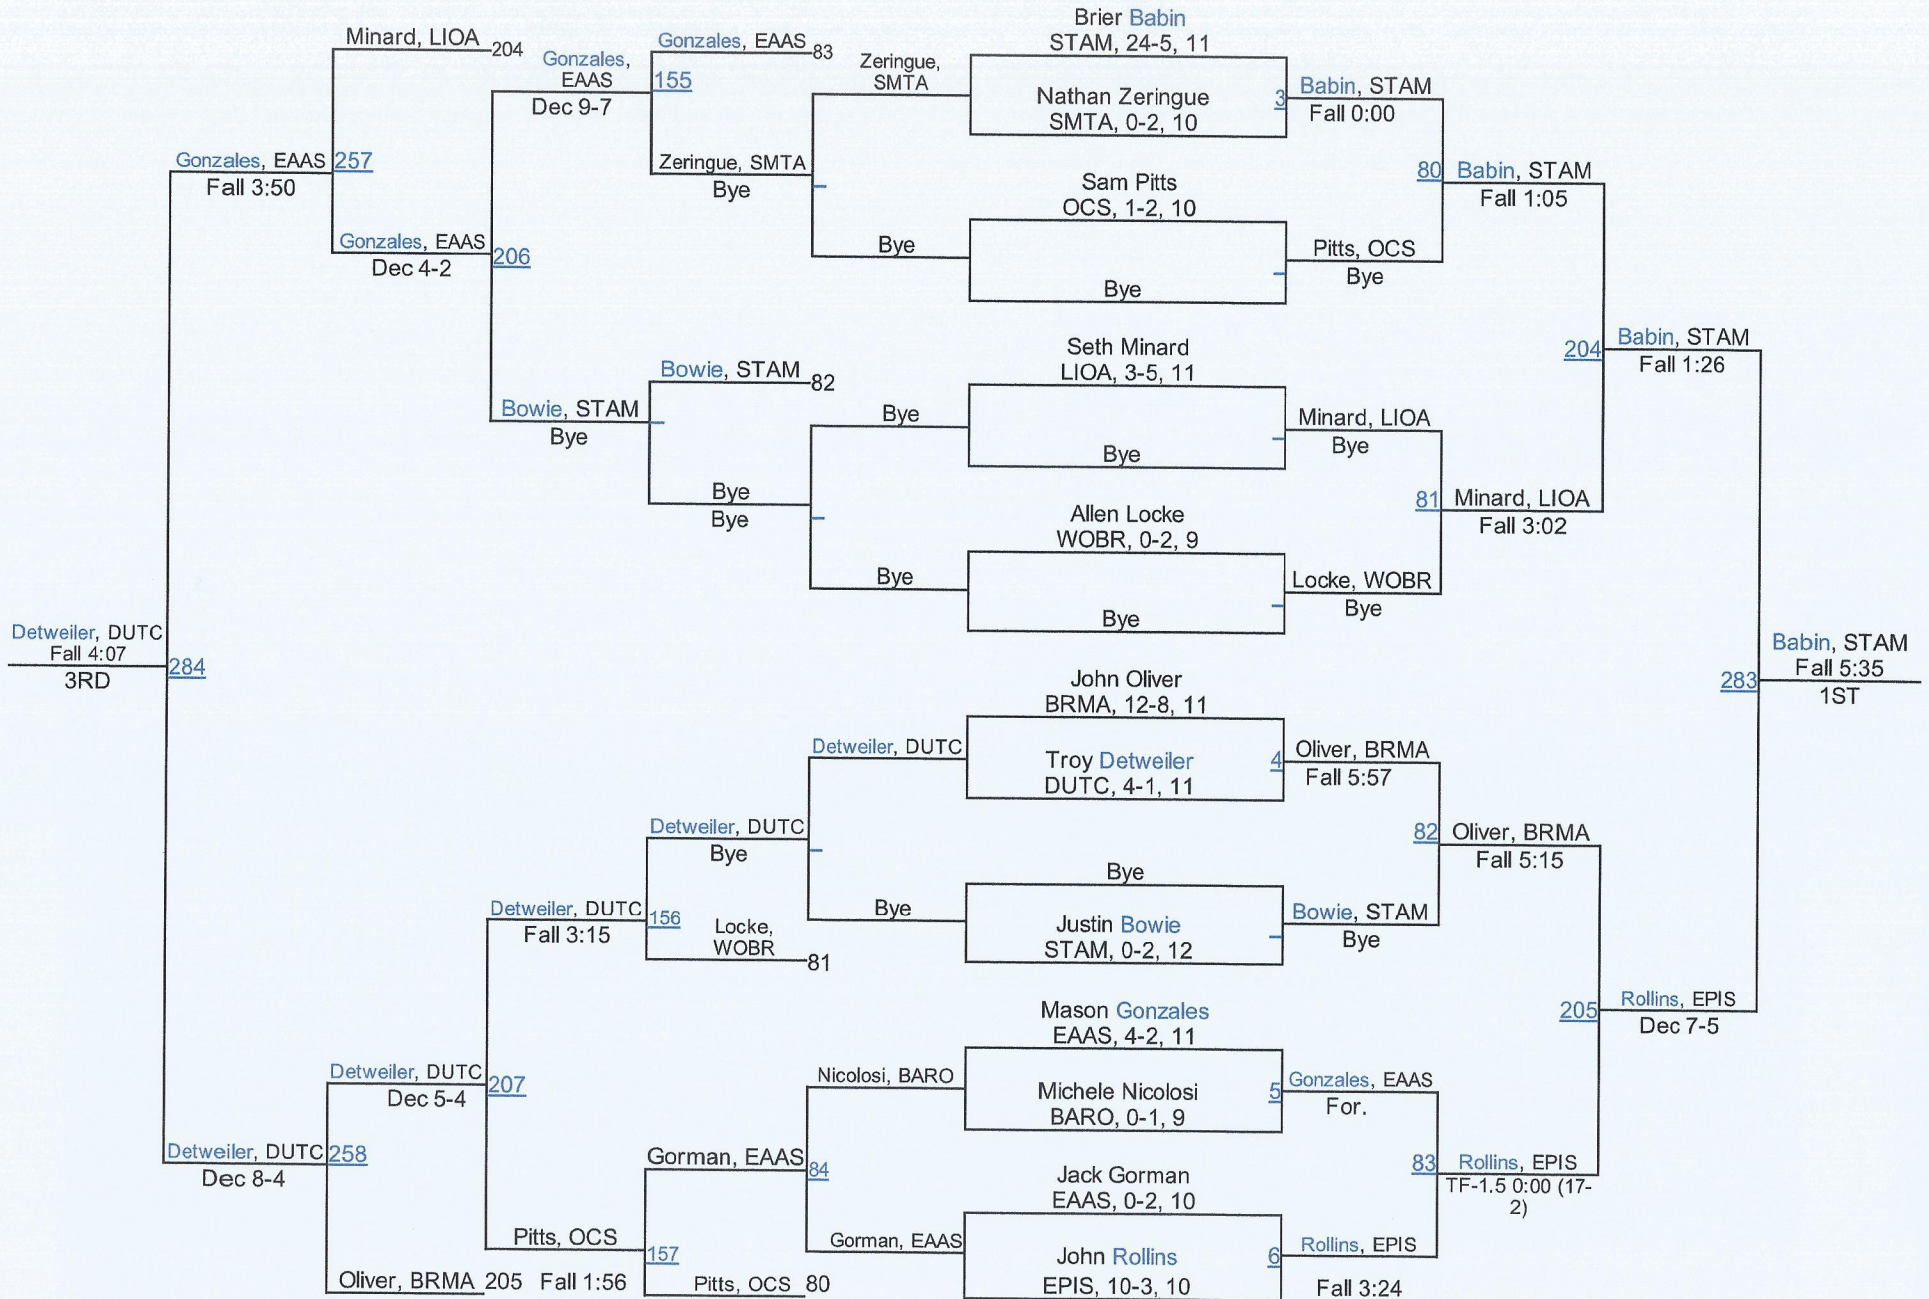 Minard, LIOA
204
Gonzales, EAAS
Dec 9-7
Gonzales, EAAS
83
155
Zeringue, SMTA
Bye
Gonzales, EAAS
Fall 3:50
257
Gonzales, EAAS
Dec 4-2
206
Bowie, STAM
Bye
Bowie, STAM
82
Bye
Bye
Detweiler, DUTC
Fall 4:07
3RD
284
Zeringue,
SMTA
Bye
Bye
Bye
Brier Babin
STAM, 24-5, 11
Nathan Zeringue
SMTA, 0-2, 10
3
Babin, STAM
Fall 0:00
Sam Pitts
OCS, 1-2, 10
Bye
Pitts, OCS
Bye
80
Babin, STAM
Fall 1:05
Seth Minard
LIOA, 3-5, 11
Bye
Minard, LIOA
Bye
Allen Locke
WOBR, 0-2, 9
Bye
Locke, WOBR
Bye
81
Minard, LIOA
Fall 3:02
204
Babin, STAM
Fall 1:26
283
Babin, STAM
Fall 5:35
1ST
John Oliver
BRMA, 12-8, 11
Troy Detweiler
DUTC, 4-1, 11
4
Oliver, BRMA
Fall 5:57
Bye
Justin Bowie
STAM, 0-2, 12
Bowie, STAM
Bye
82
Oliver, BRMA
Fall 5:15
Mason Gonzales
EAAS, 4-2, 11
Michele Nicolosi
BARO, 0-1, 9
5
Gonzales, EAAS
For.
Jack Gorman
EAAS, 0-2, 10
John Rollins
EPIS, 10-3, 10
6
Rollins, EPIS
Fall 3:24
83
Rollins, EPIS
TF-1.5 0:00 (17-
2)
205
Rollins, EPIS
Dec 7-5
Detweiler, DUTC
Bye
Detweiler, DUTC
Bye
Detweiler, DUTC
Fall 3:15
156
Locke,
WOBR
81
Detweiler, DUTC
Dec 5-4
207
Nicolosi, BARO
Gorman, EAAS
84
Gorman, EAAS
Detweiler, DUTC
Dec 8-4
258
Pitts, OCS
Fall 1:56
157
Pitts, OCS
80
Oliver, BRMA
205